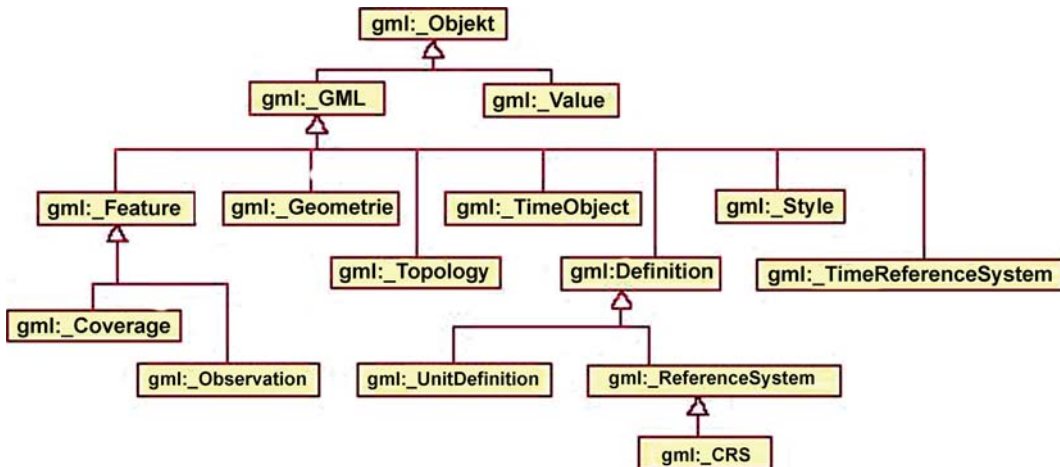 gml:_Objekt
gml:_GML
gml:_Value
gml:_Feature
gml:_Geometrie
gml:_TimeObject
gml:_Style
gml:_Topology
gml:Definition
gml:_TimeReferenceSystem
gml:_Coverage
gml:_Observation
gml:_UnitDefinition
gml:_ReferenceSystem
gml:_CRS